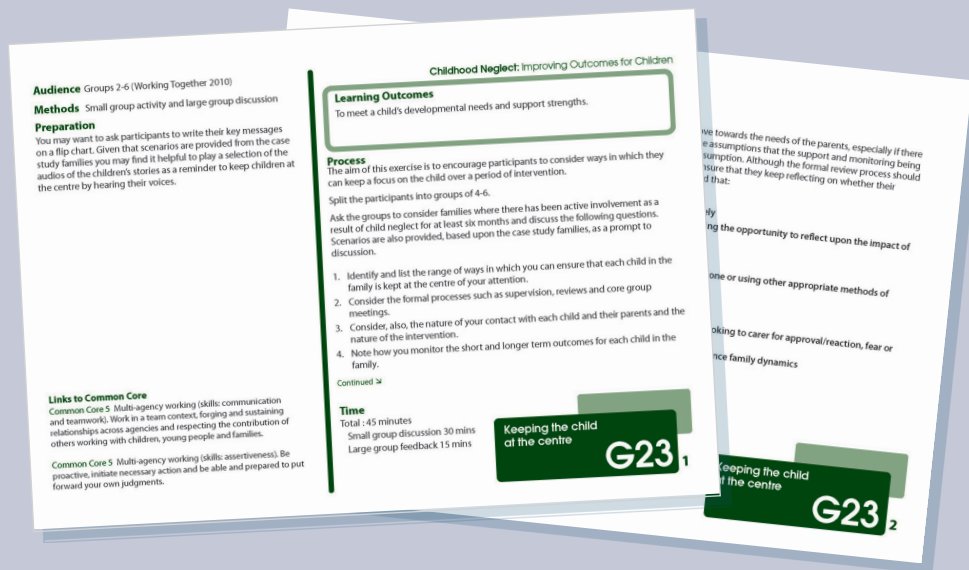 Audience Groups 2-6 (Working Together 2010)
Methods Small group activity and large group discussion
Preparation
You may want to ask participants to write their key messages
on a flip chart. Given that scenarios are provided from the case
study families you may find it helpful to play a selection of the
audios of the children's stories as a reminder to keep children at
the centre by hearing their voices.
Links to Common Core
Common Core 5 Multi-agency working (skills: communication
and teamwork). Work in a team context, forging and sustaining
relationships across agencies and respecting the contribution of
others working with children, young people and families.
Common Core 5 Multi-agency working (skills: assertiveness). Be
proactive, initiate necessary action and be able and prepared to put
forward your own judgments.
Childhood Neglect: Improving Outcomes for Children
Learning Outcomes
To meet a child's developmental needs and support strengths.
Process
The aim of this exercise is to encourage participants to consider ways in which they
can keep a focus on the child over a period of intervention.
Split the participants into groups of 4-6.
Ask the groups to consider families where there has been active involvement as a
result of child neglect for at least six months and discuss the following questions.
Scenarios are also provided, based upon the case study families, as a prompt to
discussion.
1. Identify and list the range of ways in which you can ensure that each child in the
family is kept at the centre of your attention.
2. Consider the formal processes such as supervision, reviews and core group
meetings.
3. Consider, also, the nature of your contact with each child and their parents and the
nature of the intervention.
4. Note how you monitor the short and longer term outcomes for each child in the
family.
Continued
Time
Total : 45 minutes
Small group discussion 30 mins
Large group feedback 15 mins
Keeping the child
at the centre
G23 1
towards the needs of the parents, especially if there
assumptions that the support and monitoring being
Although the formal review process should
that they keep reflecting on whether their
that:
the opportunity to reflect upon the impact of
or using other appropriate methods of
to carer for approval/reaction, fear or
family dynamics
Keeping the child
at the centre
G23 2